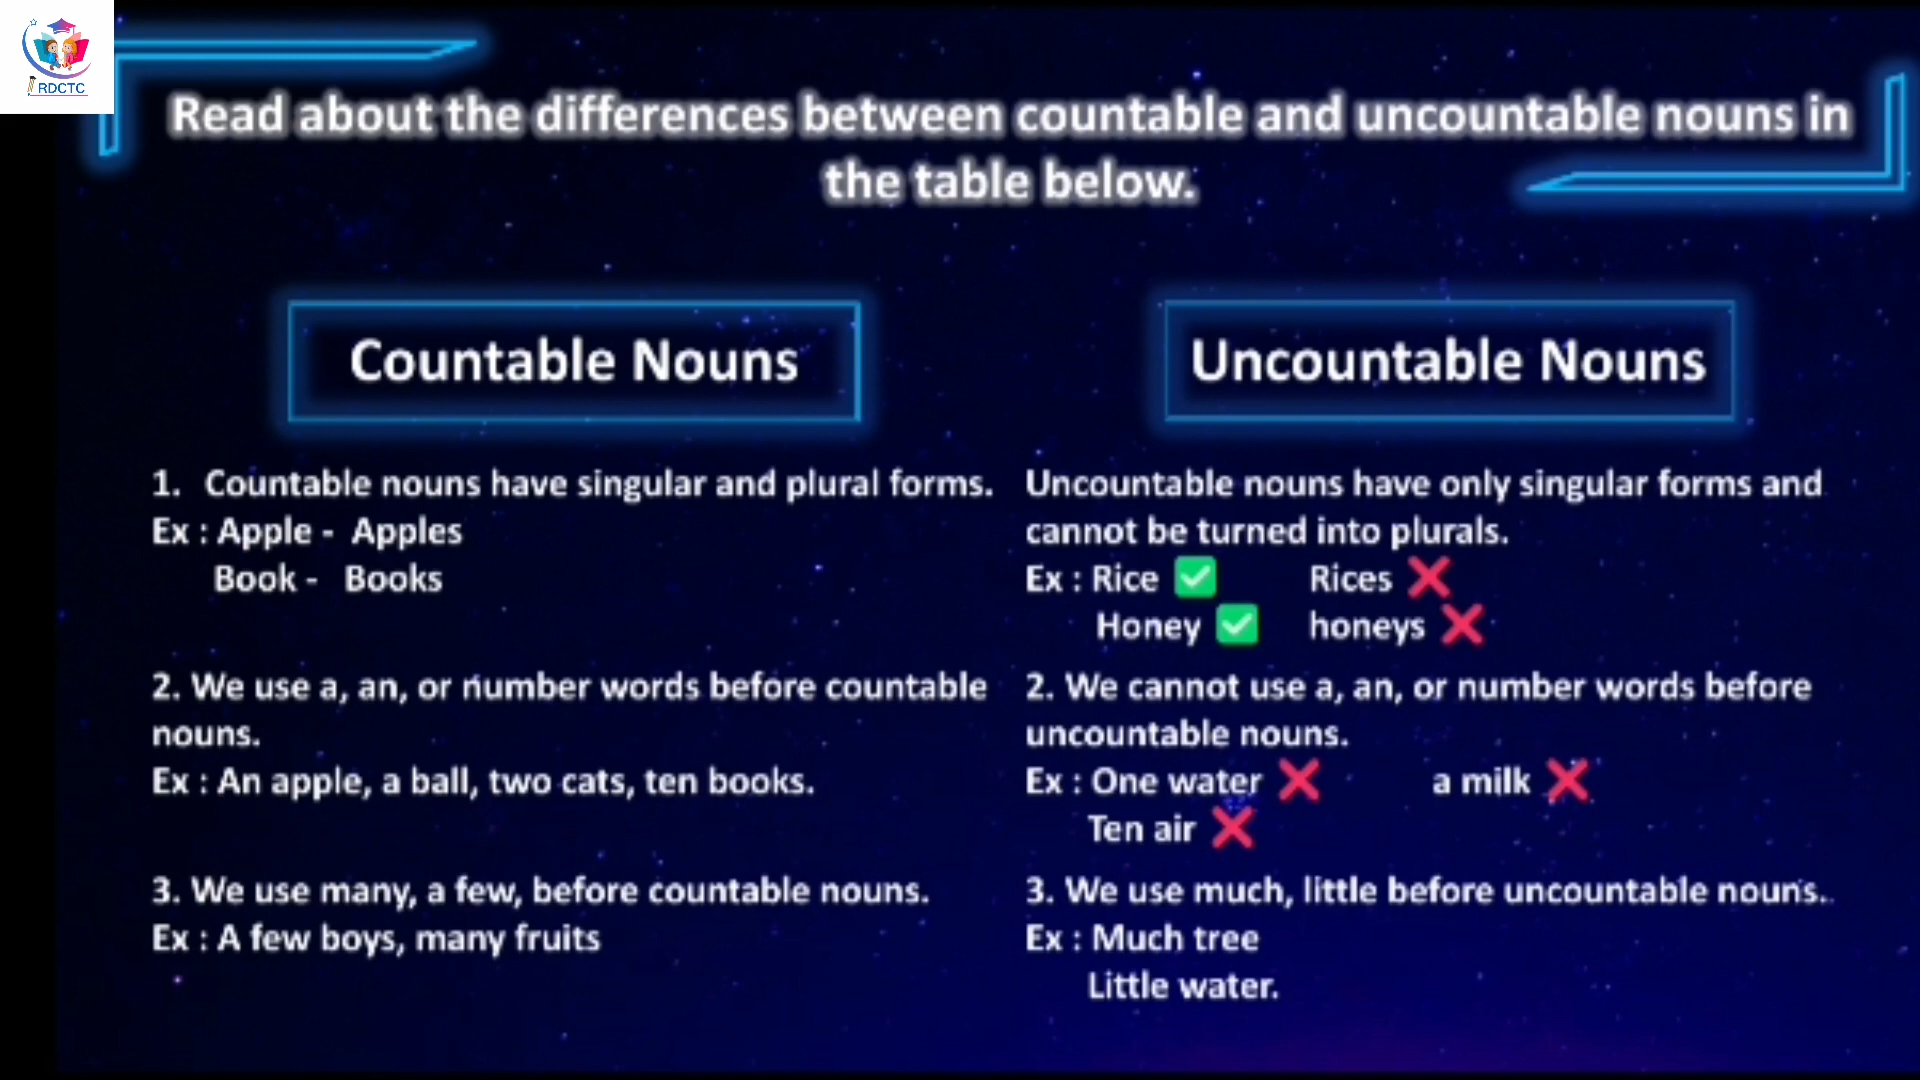 RDCTC
Read about the differences between countable and uncountable nouns in
the table below.
Countable Nouns
1. Countable nouns have singular and plural forms.
Ex : Apple - Apples
Book - Books
2. We use a, an, or number words before countable
nouns.
Ex : An apple, a ball, two cats, ten books.
3. We use many, a few, before countable nouns.
Ex : A few boys, many fruits
Uncountable Nouns
Uncountable nouns have only singular forms and
cannot be turned into plurals.
Ex : Rice ✅ Rices ❌
Honey ✅ honeys ❌
2. We cannot use a, an, or number words before
uncountable nouns.
Ex : One water ❌ a milk ❌
Ten air ❌
3. We use much, little before uncountable nouns..
Ex : Much tree
Little water.